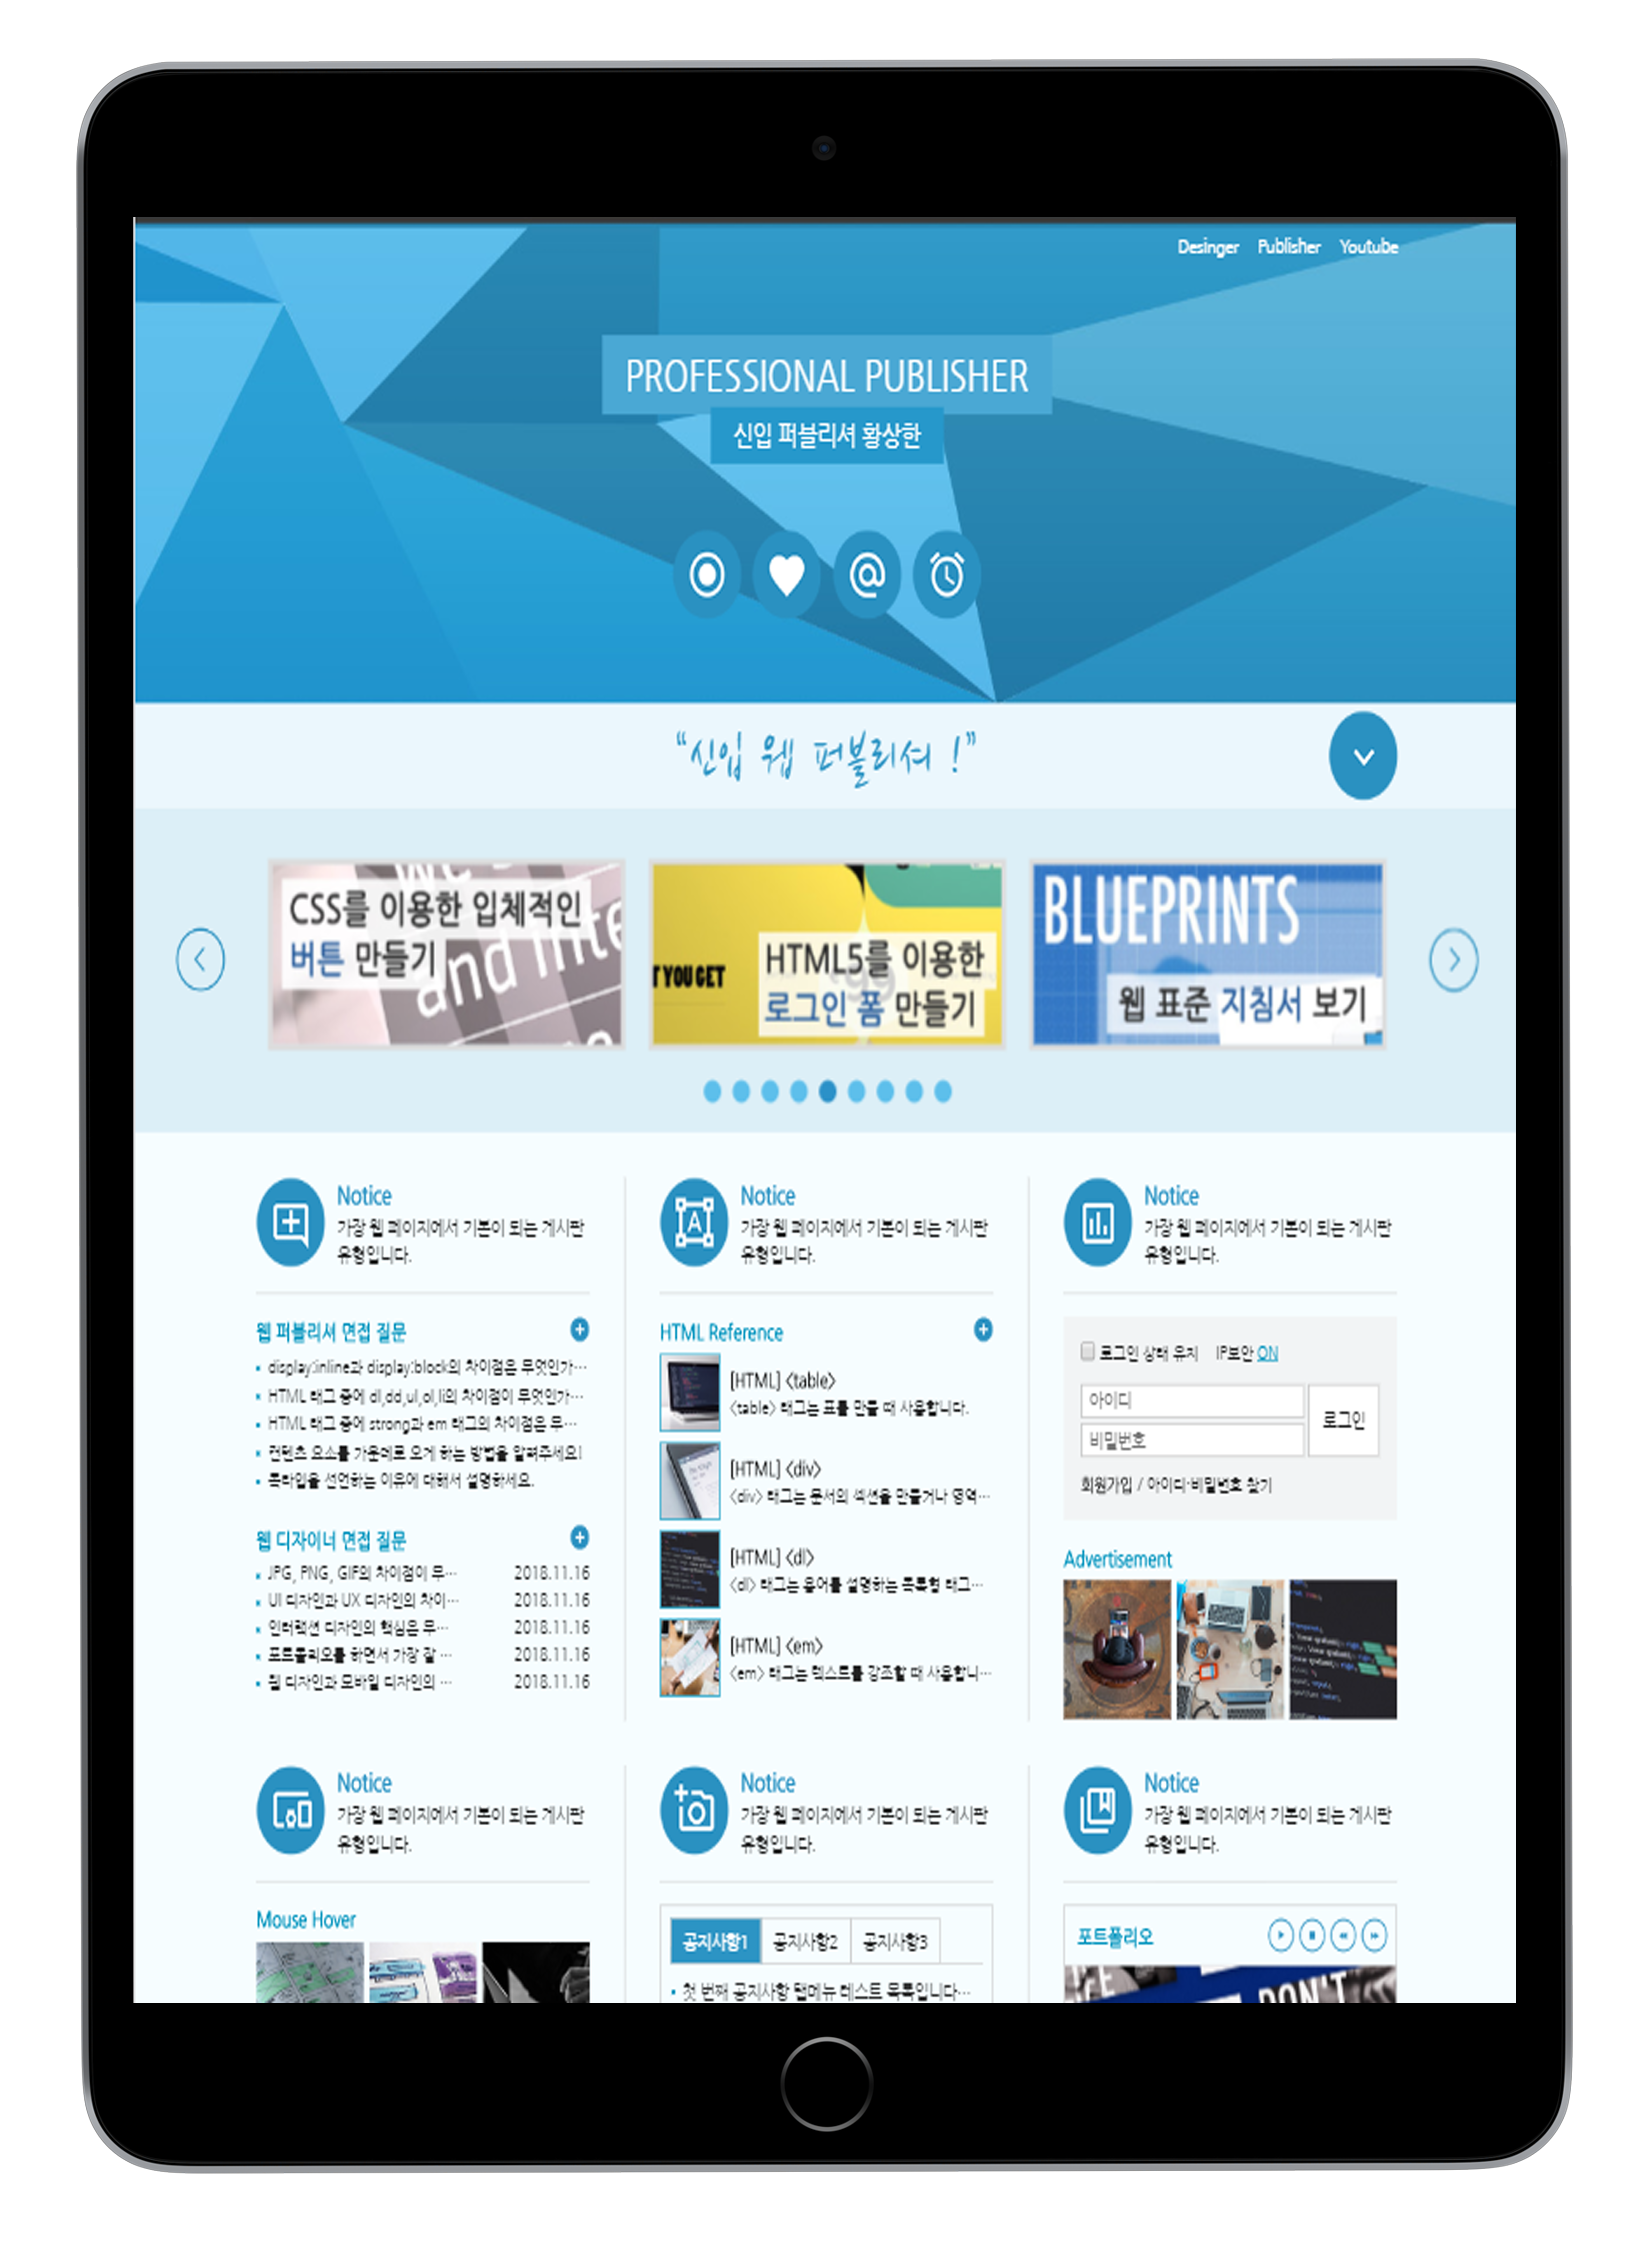 Desinger Publisher Youtube
PROFESSIONAL PUBLISHER
신입 퍼블리셔 황상한
“신입 웹 퍼블리셔 !”
CSS를 이용한 입체적인
버튼 만들기
and inte
T YOU GET
HTML5를 이용한
로그인 폼 만들기
BLUEPRINTS
웹 표준 지침서 보기
Notice
가장 웹 페이지에서 기본이 되는 게시판
유형입니다.
웹 퍼블리셔 면접 질문
display:inline과 display:block의 차이점은 무엇인가…
HTML 태그 중에 dl,dd,ul,ol,li의 차이점이 무엇인가…
HTML 태그 중에 strong과 em 태그의 차이점은 무…
컨텐츠 요소를 가운데로 오게 하는 방법을 알려주세요!
독타입을 선언하는 이유에 대해서 설명하세요.
웹 디자이너 면접 질문
JPG, PNG, GIF의 차이점이 무… 2018.11.16
UI 디자인과 UX 디자인의 차이… 2018.11.16
인터랙션 디자인의 핵심은 무… 2018.11.16
포트폴리오를 하면서 가장 잘 … 2018.11.16
웹 디자인과 모바일 디자인의 … 2018.11.16
Notice
가장 웹 페이지에서 기본이 되는 게시판
유형입니다.
HTML Reference
[HTML] <table>
<table> 태그는 표를 만들 때 사용합니다.
[HTML] <div>
<div> 태그는 문서의 섹션을 만들거나 영역…
[HTML] <dl>
<dl> 태그는 용어를 설명하는 목록형 태그…
[HTML] <em>
<em> 태그는 텍스트를 강조할 때 사용합니…
Notice
가장 웹 페이지에서 기본이 되는 게시판
유형입니다.
로그인 상태 유지 IP보안 ON
아이디
비밀번호
로그인
회원가입 / 아이디·비밀번호 찾기
Advertisement
Notice
가장 웹 페이지에서 기본이 되는 게시판
유형입니다.
Mouse Hover
Notice
가장 웹 페이지에서 기본이 되는 게시판
유형입니다.
공지사항1 공지사항2 공지사항3
첫 번째 공지사항 탭메뉴 테스트 목록입니다…
Notice
가장 웹 페이지에서 기본이 되는 게시판
유형입니다.
포트폴리오
DON'T